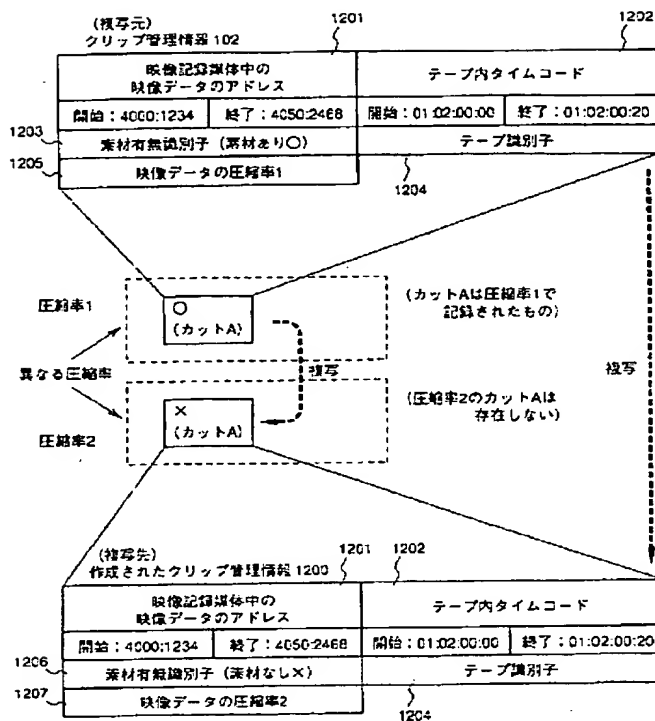 (複写元)
クリップ管理情報 102
1201
1202
映像記録媒体中の
映像データのアドレス
テープ内タイムコード
開始：4000:1234
終了：4050:2468
開始：01:02:00:00
終了：01:02:00:20
1203
素材有無識別子 (素材あり○)
テープ識別子
1205
映像データの圧縮率1
1204
圧縮率1
○
(カットA)
(カットAは圧縮率1で
記録されたもの)
異なる圧縮率
複写
複写
圧縮率2
×
(カットA)
(圧縮率2のカットAは
存在しない)
(複写先)
作成されたクリップ管理情報 1200
1201
1202
映像記録媒体中の
映像データのアドレス
テープ内タイムコード
開始：4000:1234
終了：4050:2468
開始：01:02:00:00
終了：01:02:00:20
1206
素材有無識別子 (素材なし×)
テープ識別子
1207
映像データの圧縮率2
1204